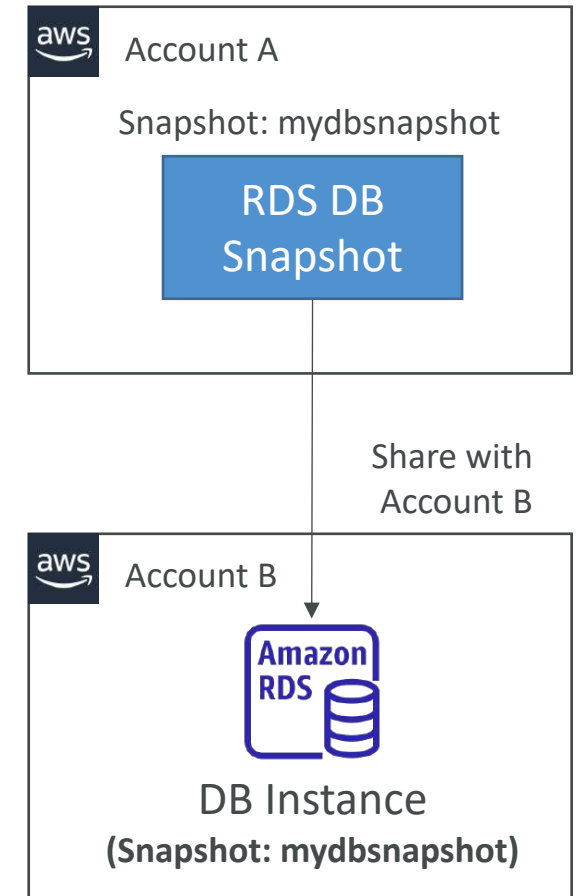 aws
Account A
Snapshot: mydbsnapshot
RDS DB
Snapshot
Share with
Account B
aws
Account B
Amazon
RDS
DB Instance
(Snapshot: mydbsnapshot)